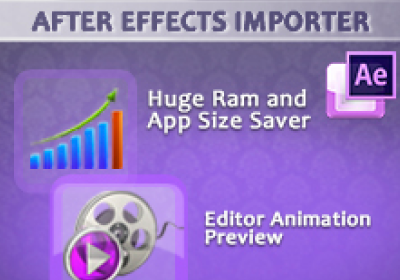 AFTER EFFECTS IMPORTER
Ae
Huge Ram and
App Size Saver
Editor Animation
Preview